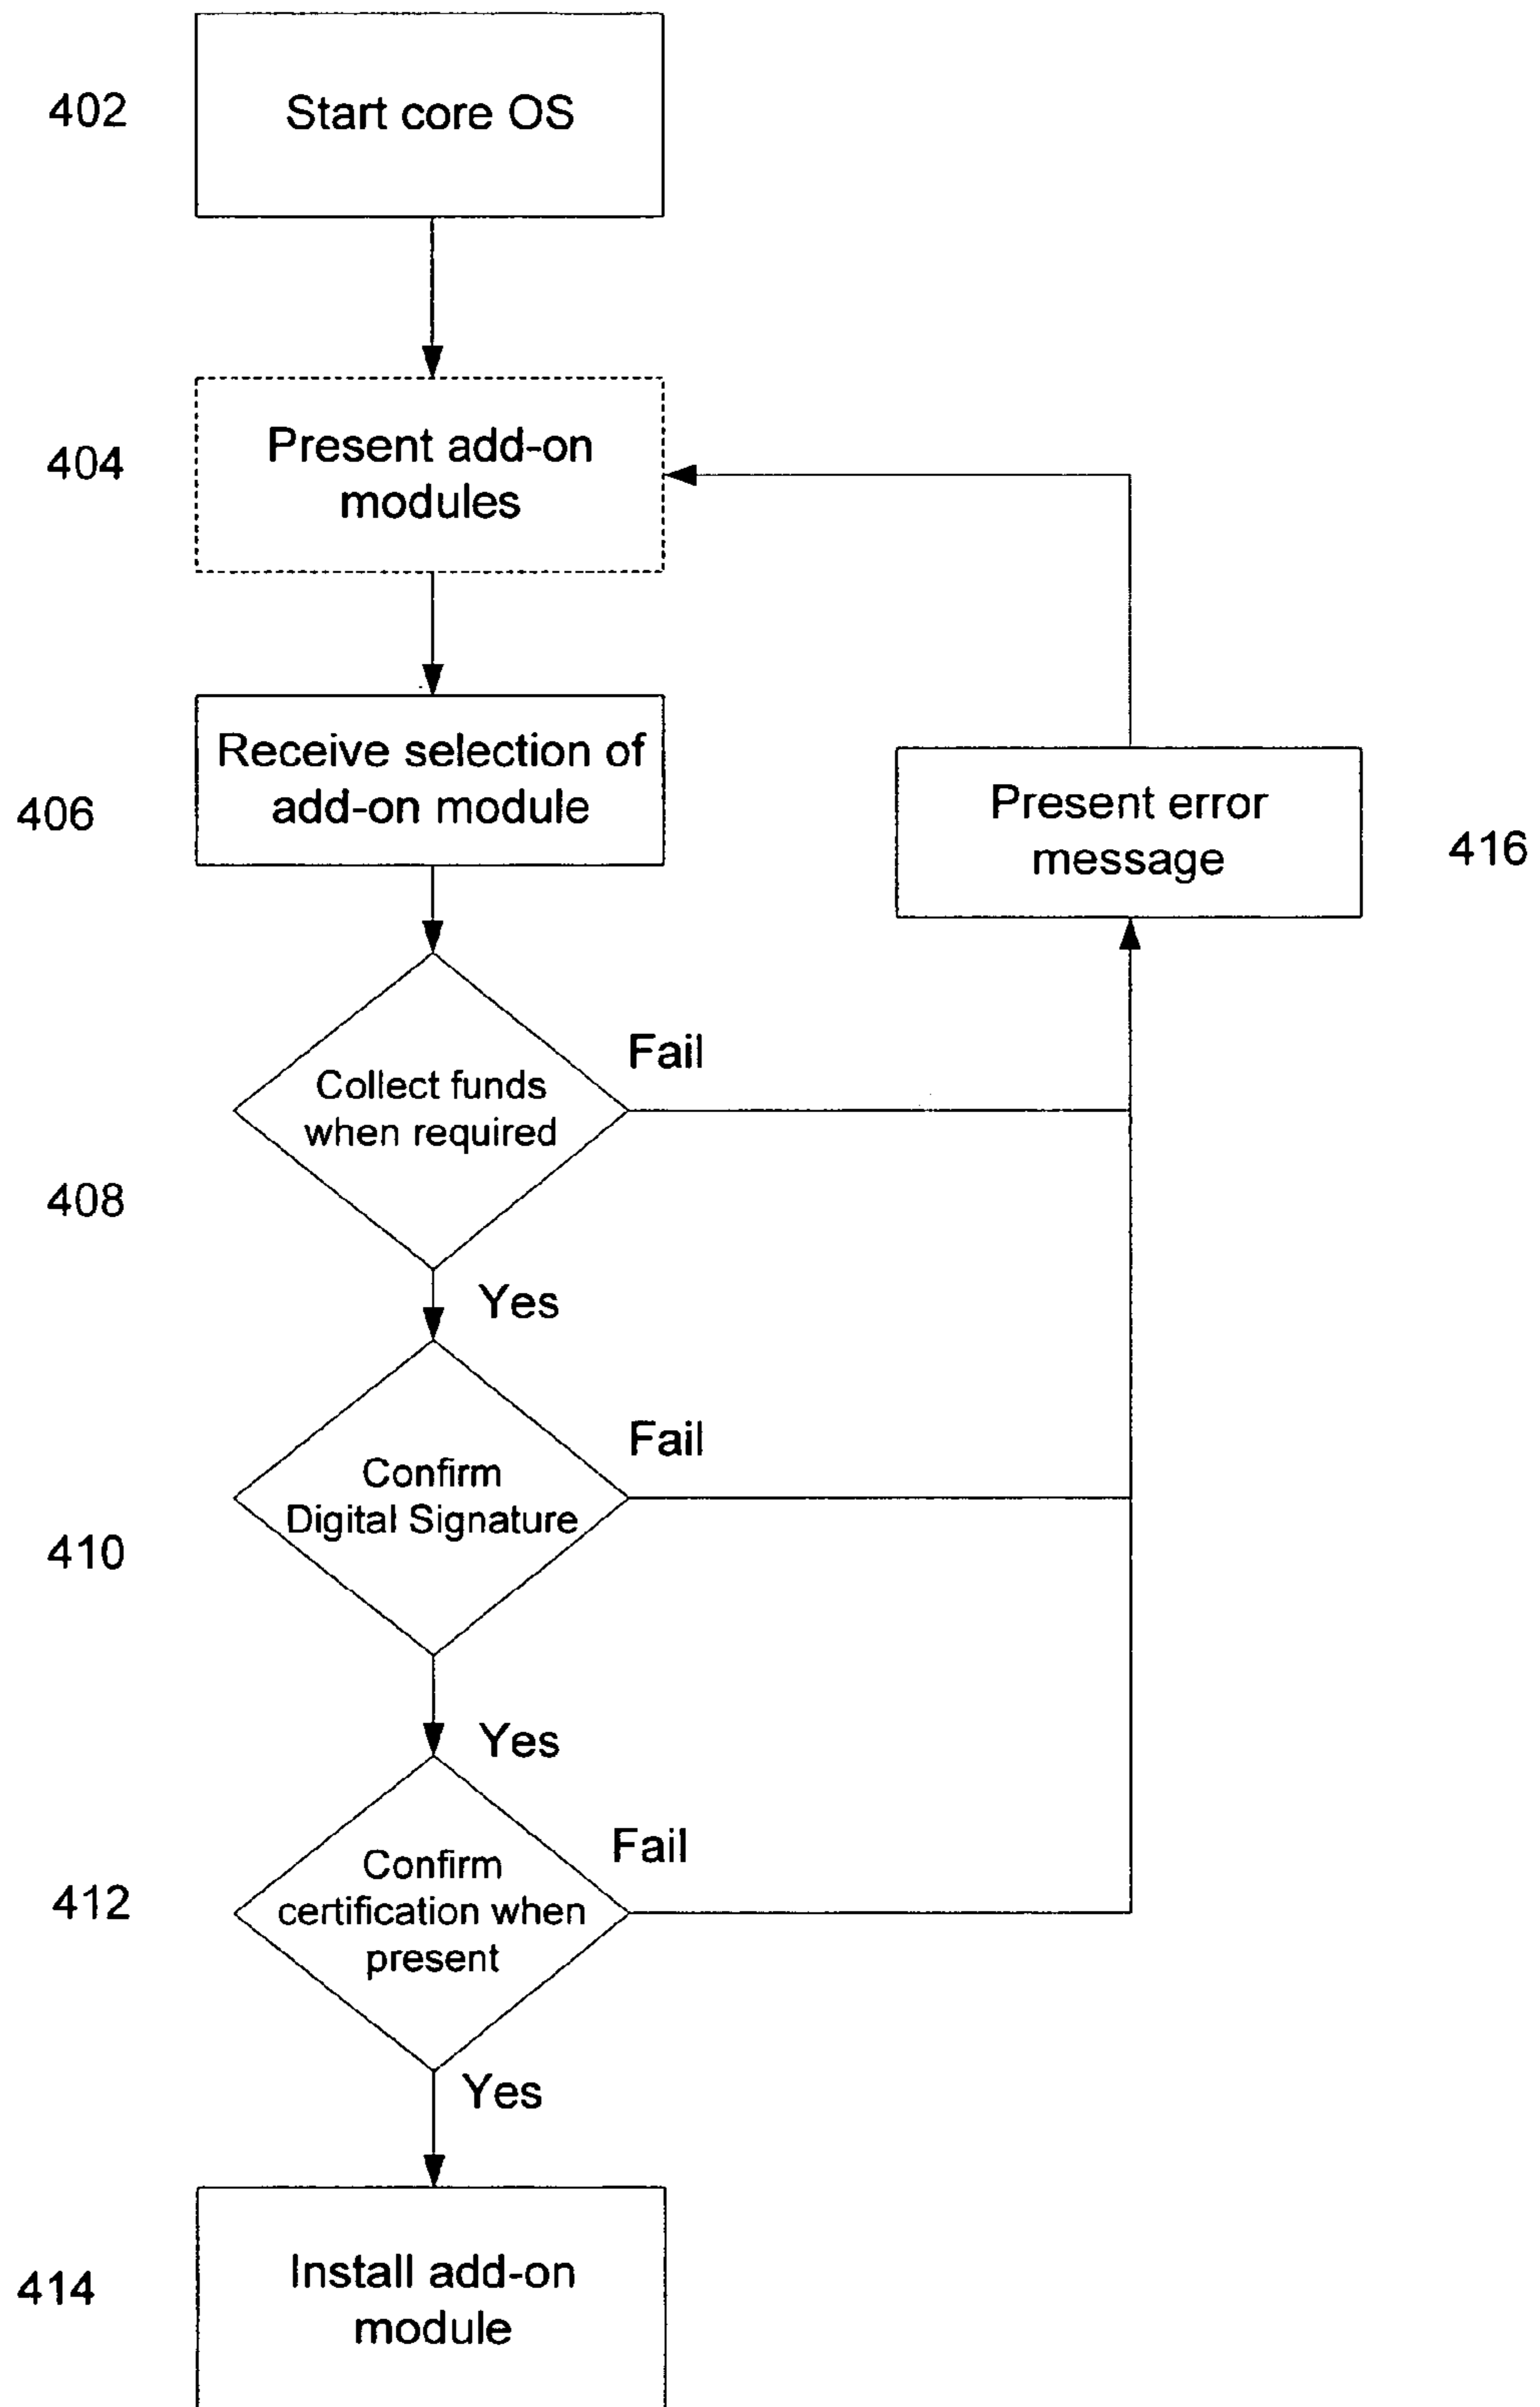 402
Start core OS
404
Present add-on
modules
406
Receive selection of
add-on module
Present error
message
416
Collect funds
when required
Fail
408
Yes
Confirm
Digital Signature
Fail
410
Yes
Confirm
certification when
present
Fail
412
Yes
414
Install add-on
module